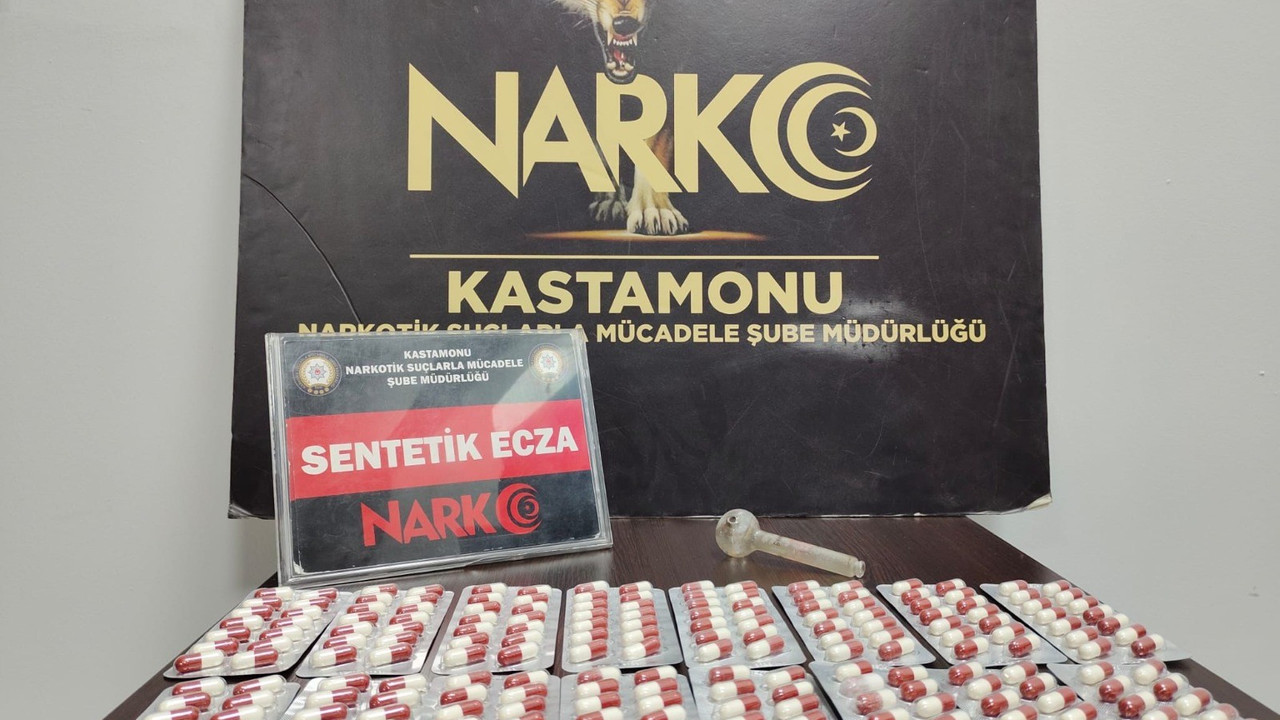 NARKO
KASTAMONU
NARKOTİK SUÇLARLA MÜCADELE ŞUBE MÜDÜRLÜĞÜ
KASTAMONU
NARKOTİK SUÇLARLA MÜCADELE
ŞUBE MÜDÜRLÜĞÜ
SENTETİK ECZA
NARKO